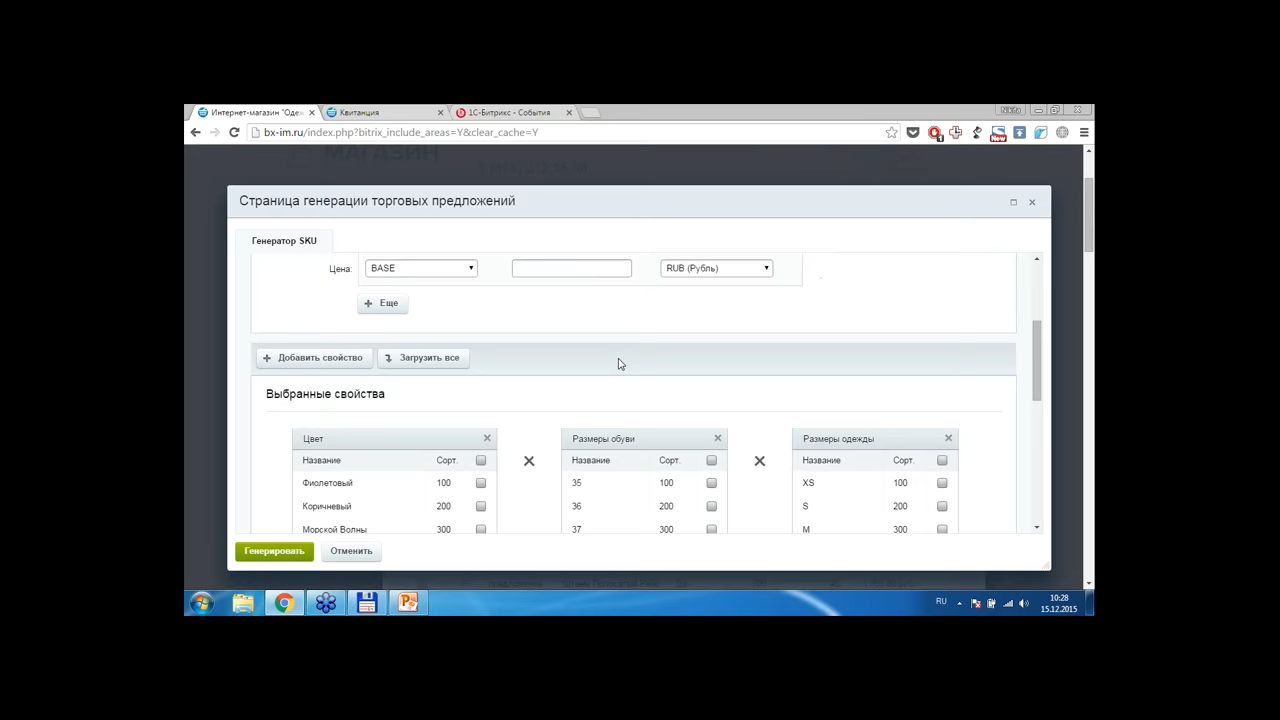 Интернет-магазин "Одеж
Квитанция
1С-Битрикс - События
bx-im.ru/index.php?bitrix_include_areas=Y&clear_cache=Y
New
МАГАЗИН
Страница генерации торговых предложений
Генератор SKU
Цена: BASE RUB (Рубль)
Еще
Добавить свойство Загрузить все
Выбранные свойства
Цвет Размеры обуви Размеры одежды
Название Сорт. Название Сорт. Название Сорт.
Фиолетовый 100 35 100 XS 100
Коричневый 200 36 200 S 200
Морской Волны 300 37 300 M 300
Генерировать Отменить
RU 10:28
15.12.2015